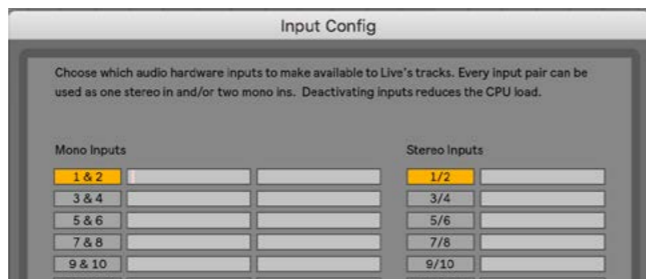 Input Config
Choose which audio hardware inputs to make available to Live's tracks. Every input pair can be
used as one stereo in and/or two mono ins. Deactivating inputs reduces the CPU load.
Mono Inputs Stereo Inputs
1 & 2 1/2
3 & 4 3/4
5 & 6 5/6
7 & 8 7/8
9 & 10 9/10